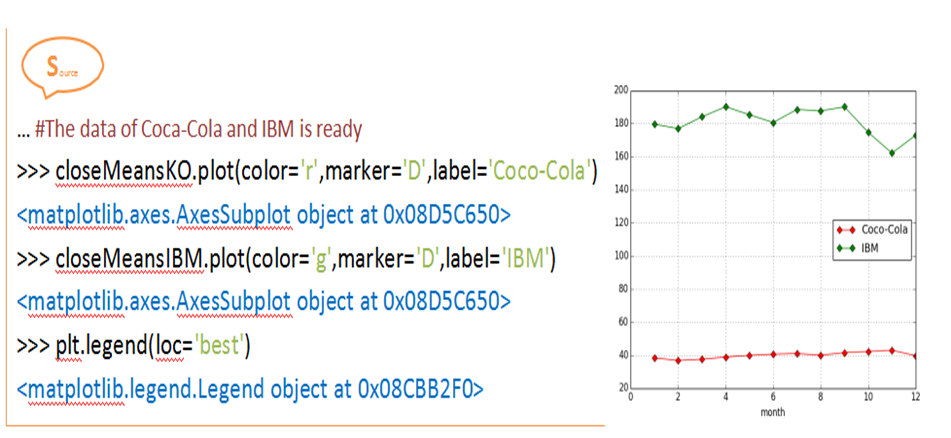 Source
... #The data of Coca-Cola and IBM is ready
>>> closeMeansKO.plot(color='r',marker='D',label='Coco-Cola')
<matplotlib.axes.AxesSubplot object at 0x08D5C650>
>>> closeMeansIBM.plot(color='g',marker='D',label='IBM')
<matplotlib.axes.AxesSubplot object at 0x08D5C650>
>>> plt.legend(loc='best')
<matplotlib.legend.Legend object at 0x08CBB2F0>
200
180
160
140
120
100
80
60
40
20
Coco-Cola
IBM
0 2 4 6 8 10 12
month